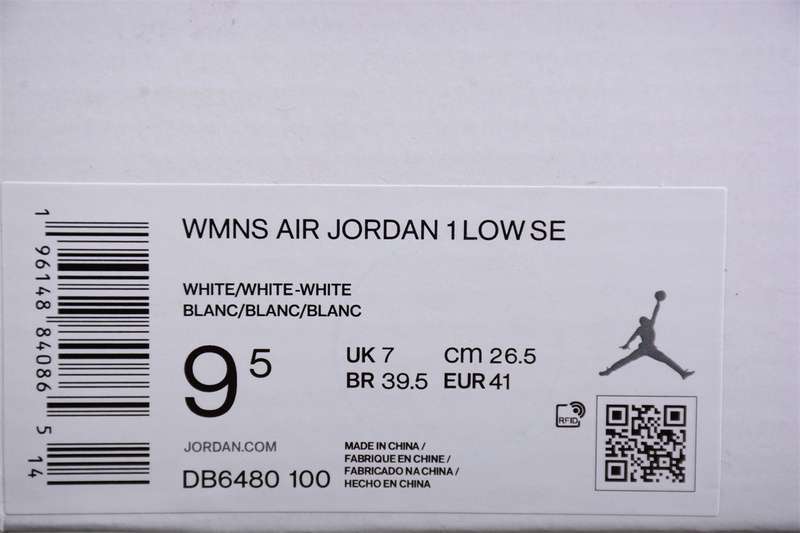 WMNS AIR JORDAN 1 LOW SE
WHITE/WHITE-WHITE
BLANC/BLANC/BLANC
9 5
UK 7 CM 26.5
BR 39.5 EUR 41
RFID
JORDAN.COM
DB6480 100
MADE IN CHINA /
FABRIQUE EN CHINE /
FABRICADO NA CHINA /
HECHO EN CHINA
1 96148 84086 5 14